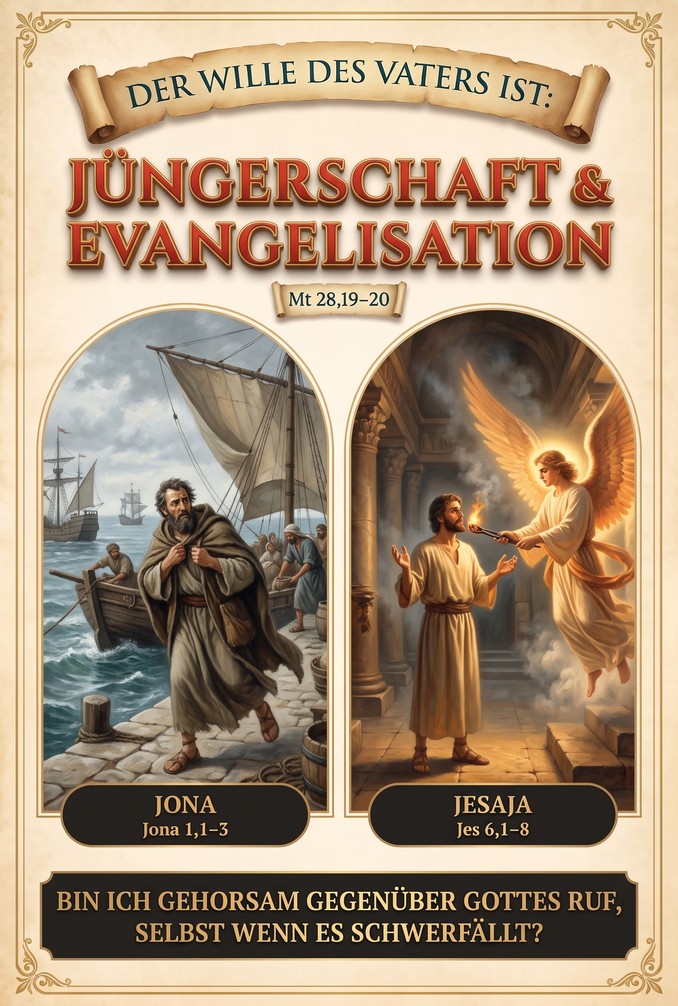 DER WILLE DES VATERS IST:
JÜNGERSCHAFT &
EVANGELISATION
Mt 28,19–20
JONA
Jona 1,1–3
JESAJA
Jes 6,1–8
BIN ICH GEHORSAM GEGENÜBER GOTTES RUF,
SELBST WENN ES SCHWERFÄLLT?